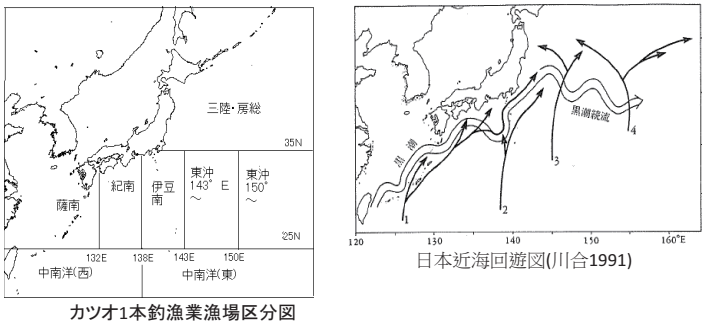 三陸・房総
35N
薩南
紀南
伊豆
南
東沖
143°E
～
東沖
150°
～
25N
132E
138E
143E
150E
中南洋(西)
中南洋(東)
カツオ1本釣漁業漁場区分図
黒潮
黒潮続流
1
2
3
4
120
130
140
150
160°E
日本近海回遊図(川合1991)